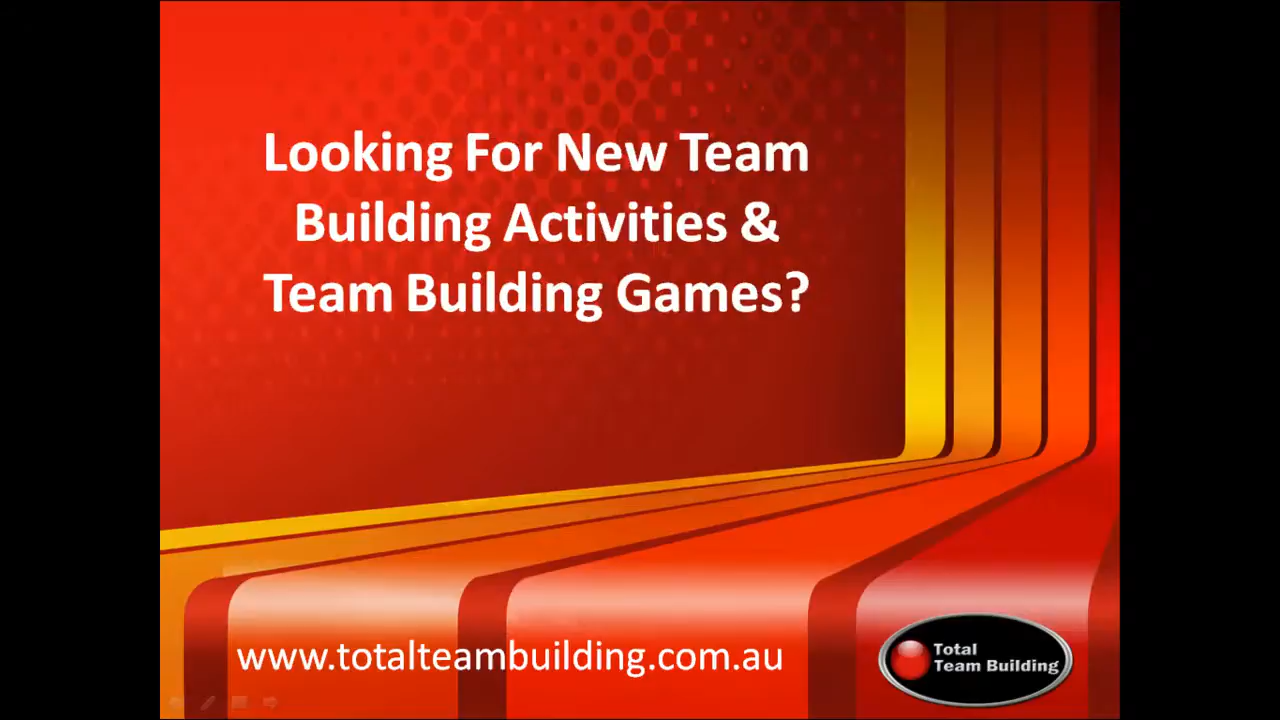 Looking For New Team
Building Activities &
Team Building Games?
www.totalteambuilding.com.au
Total
Team Building